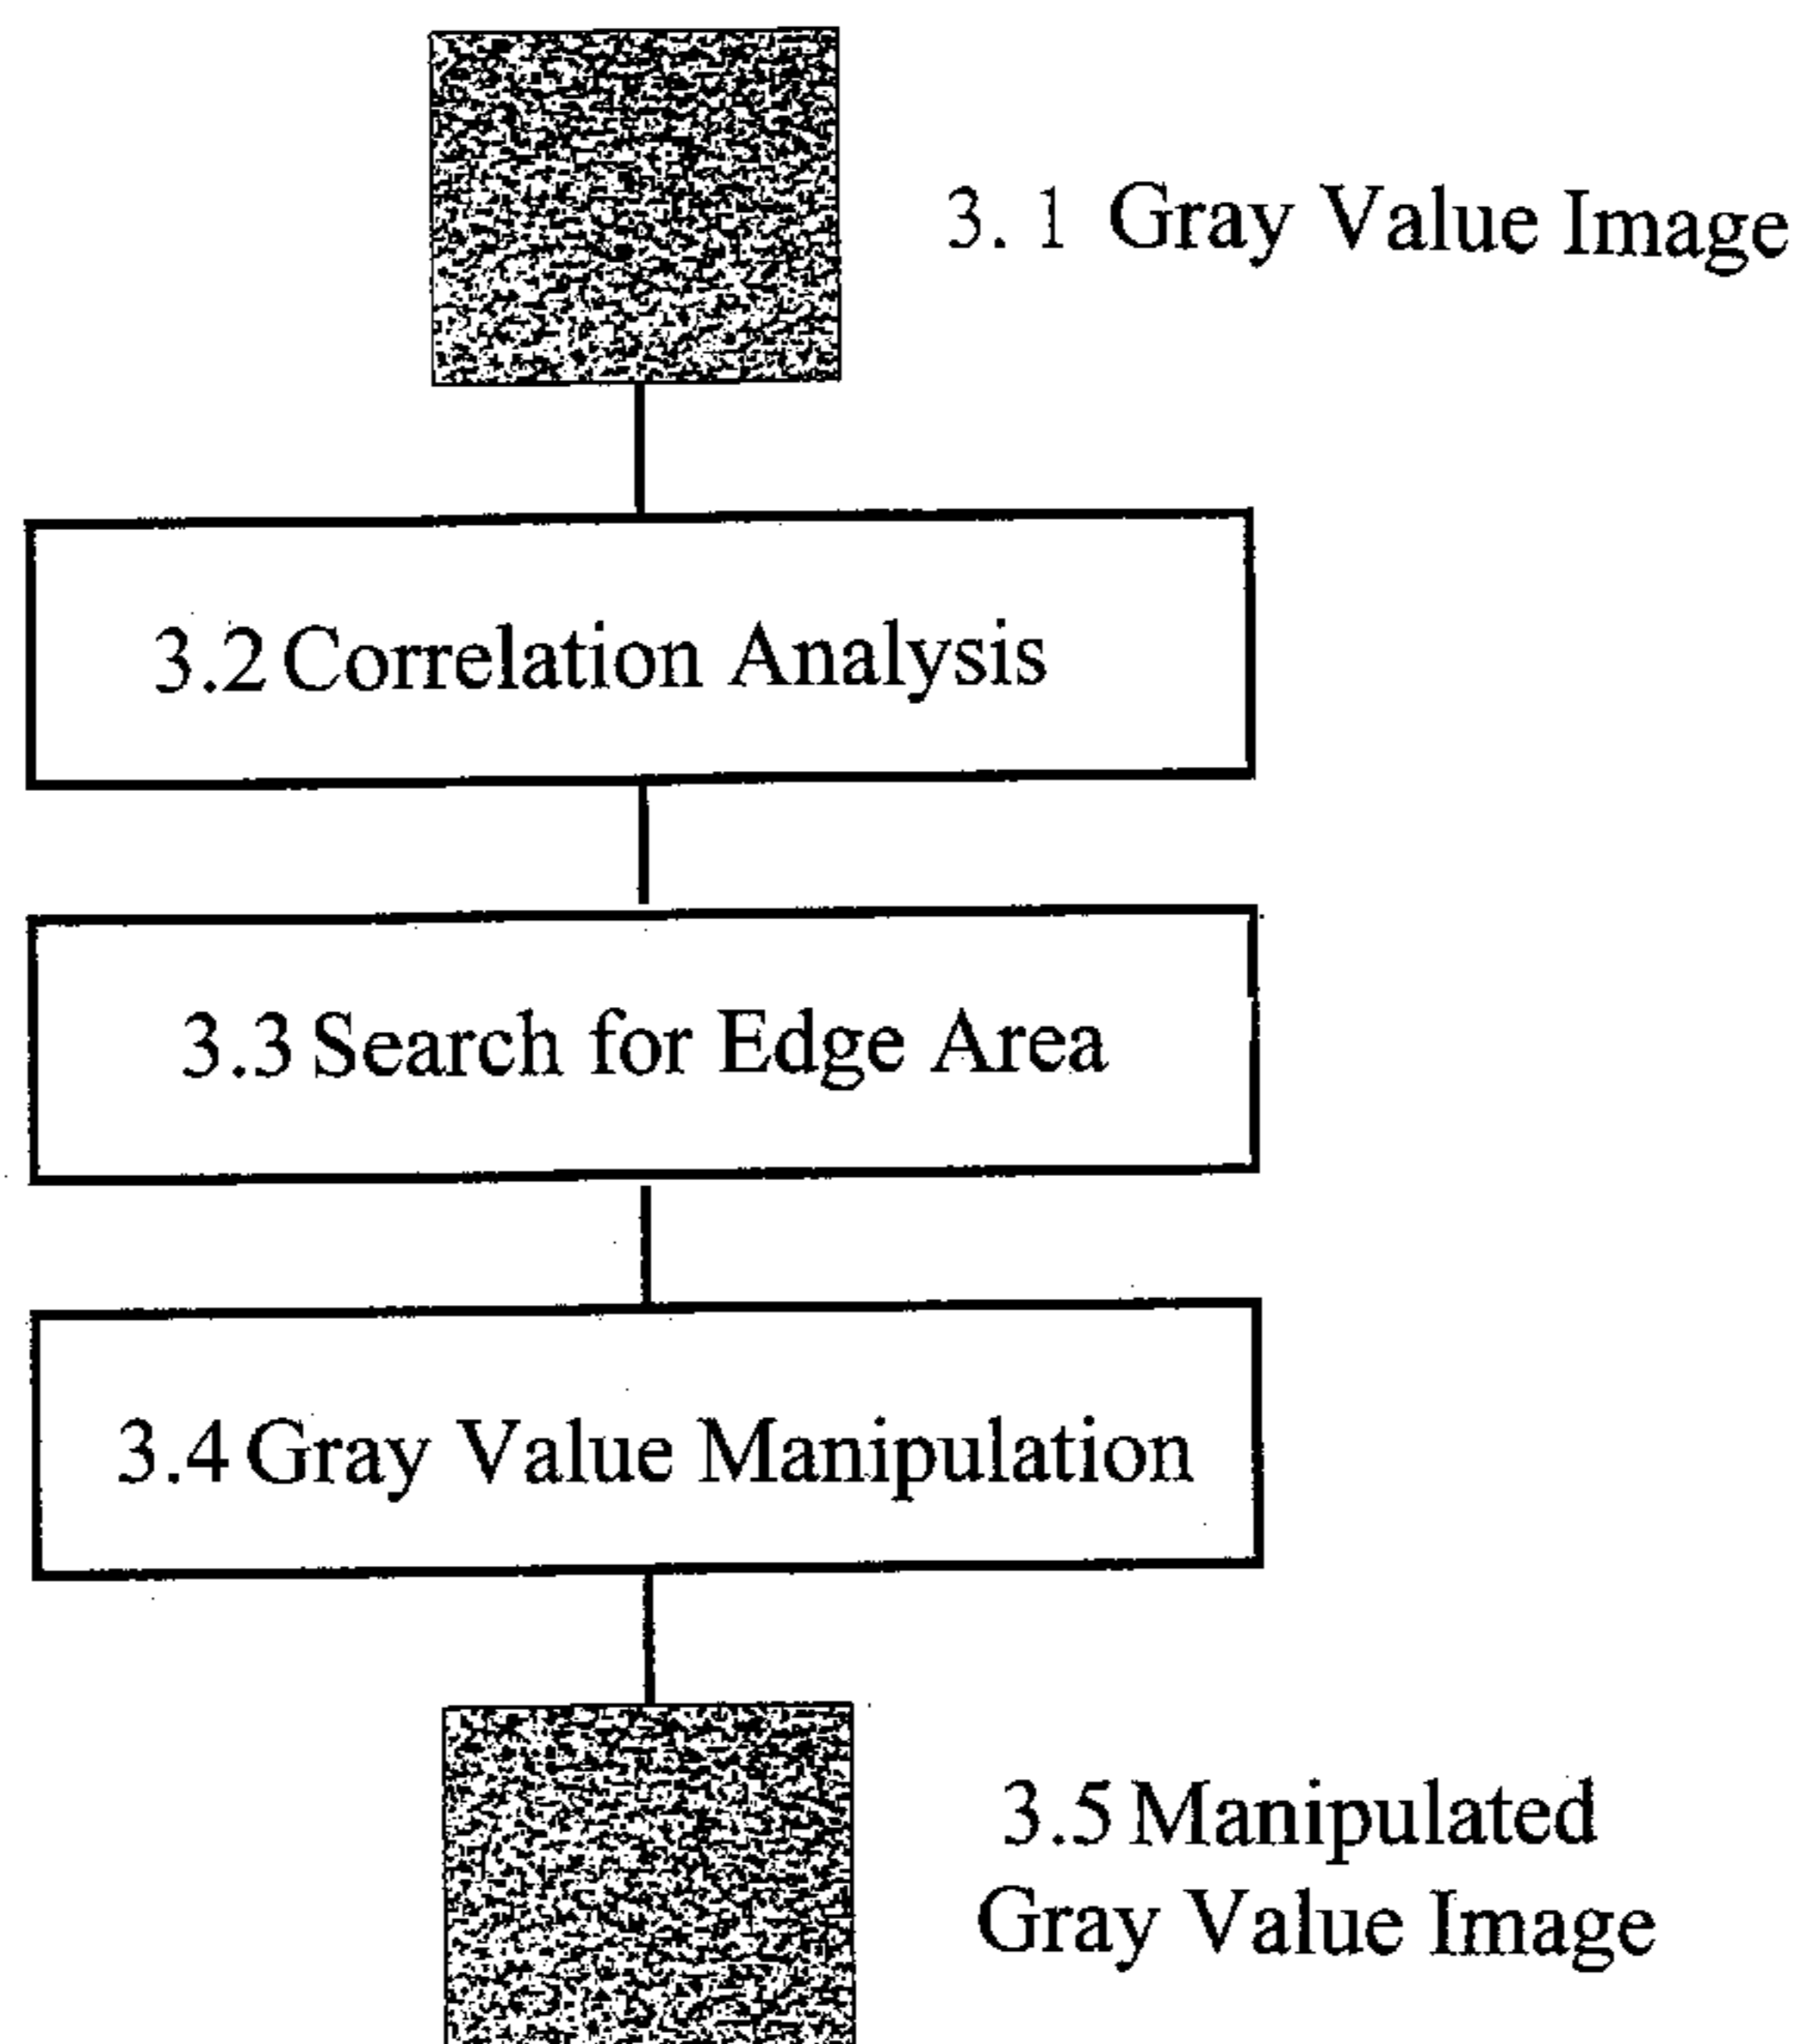 3. 1 Gray Value Image
3.2 Correlation Analysis
3.3 Search for Edge Area
3.4 Gray Value Manipulation
3.5 Manipulated
Gray Value Image